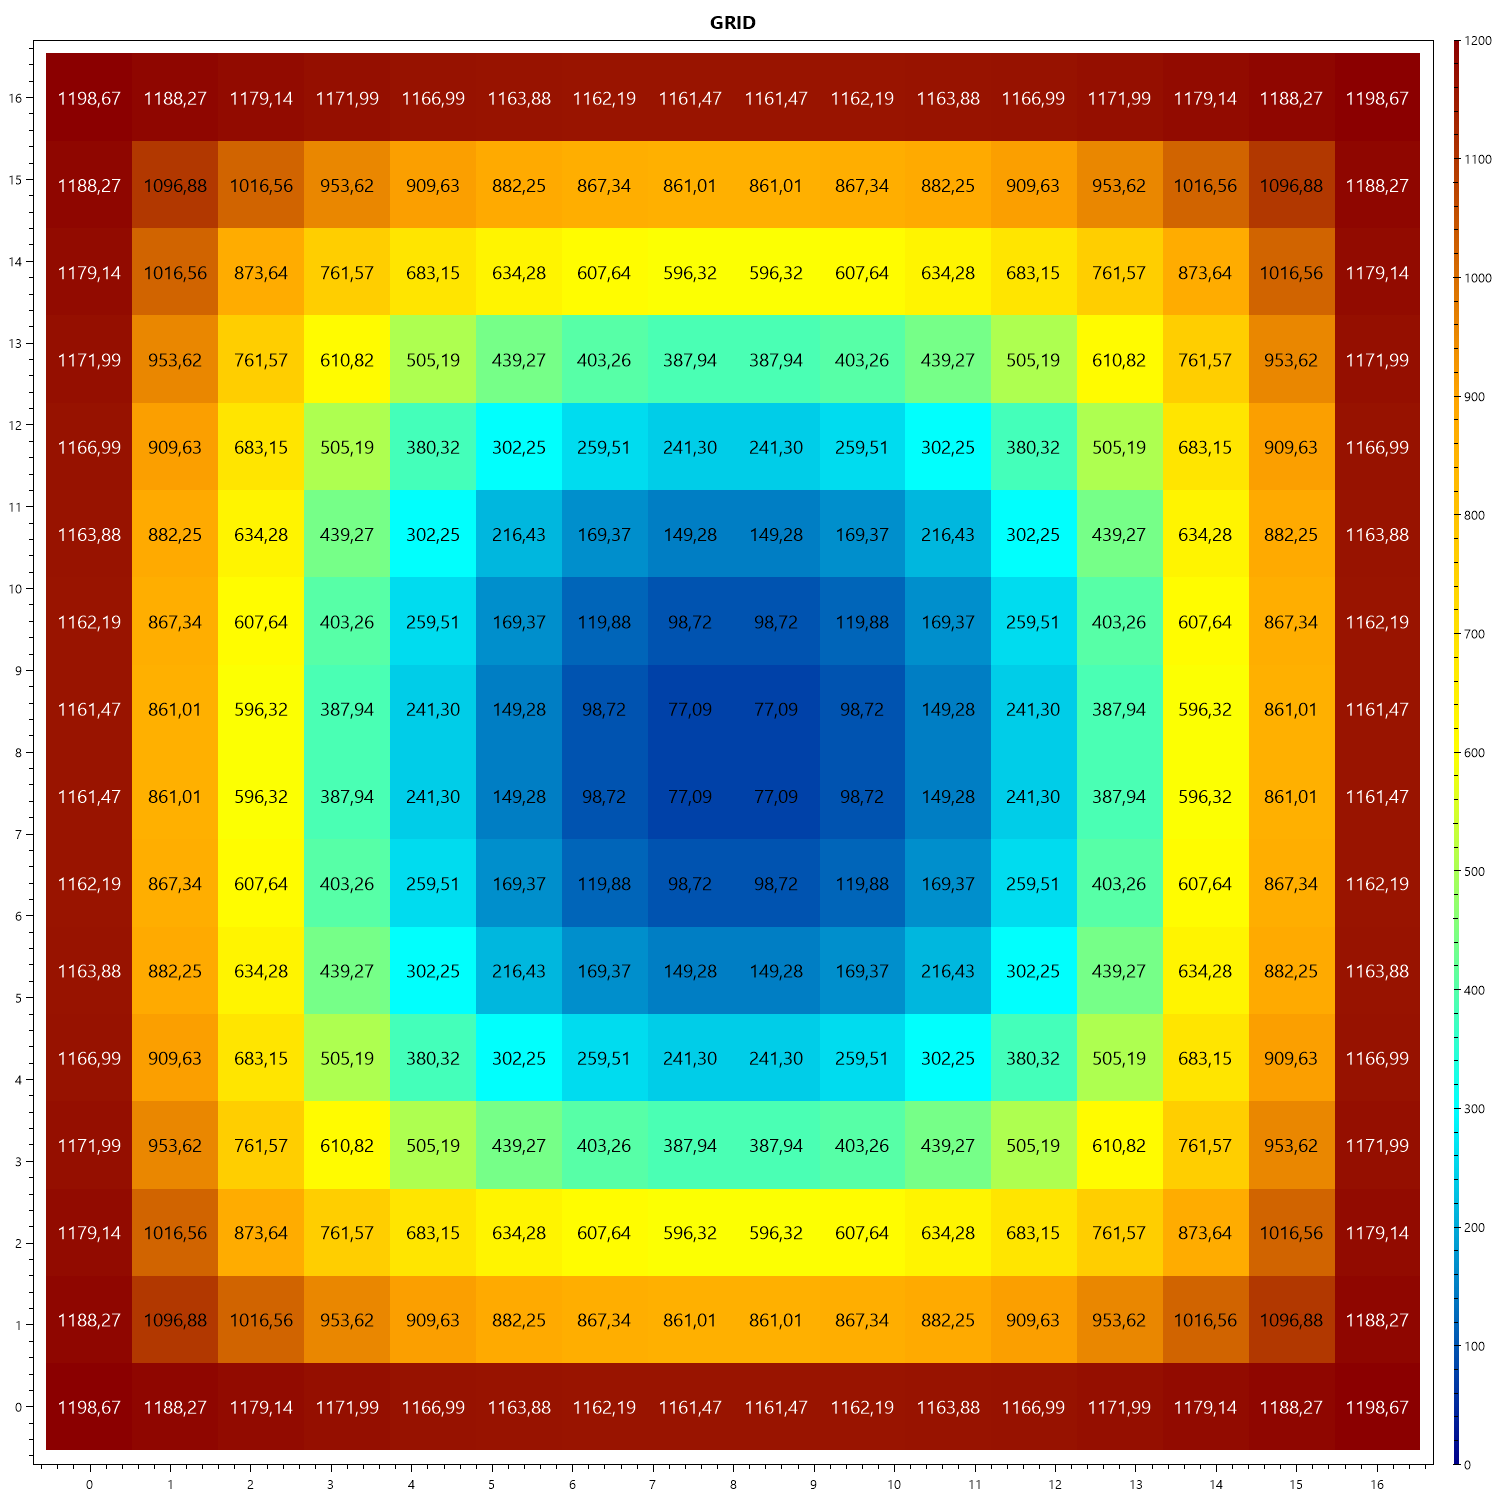 GRID
1198,67 1188,27 1179,14 1171,99 1166,99 1163,88 1162,19 1161,47 1161,47 1162,19 1163,88 1166,99 1171,99 1179,14 1188,27 1198,67
1188,27 1096,88 1016,56 953,62 909,63 882,25 867,34 861,01 861,01 867,34 882,25 909,63 953,62 1016,56 1096,88 1188,27
1179,14 1016,56 873,64 761,57 683,15 634,28 607,64 596,32 596,32 607,64 634,28 683,15 761,57 873,64 1016,56 1179,14
1171,99 953,62 761,57 610,82 505,19 439,27 403,26 387,94 387,94 403,26 439,27 505,19 610,82 761,57 953,62 1171,99
1166,99 909,63 683,15 505,19 380,32 302,25 259,51 241,30 241,30 259,51 302,25 380,32 505,19 683,15 909,63 1166,99
1163,88 882,25 634,28 439,27 302,25 216,43 169,37 149,28 149,28 169,37 216,43 302,25 439,27 634,28 882,25 1163,88
1162,19 867,34 607,64 403,26 259,51 169,37 119,88 98,72 98,72 119,88 169,37 259,51 403,26 607,64 867,34 1162,19
1161,47 861,01 596,32 387,94 241,30 149,28 98,72 77,09 77,09 98,72 149,28 241,30 387,94 596,32 861,01 1161,47
1161,47 861,01 596,32 387,94 241,30 149,28 98,72 77,09 77,09 98,72 149,28 241,30 387,94 596,32 861,01 1161,47
1162,19 867,34 607,64 403,26 259,51 169,37 119,88 98,72 98,72 119,88 169,37 259,51 403,26 607,64 867,34 1162,19
1163,88 882,25 634,28 439,27 302,25 216,43 169,37 149,28 149,28 169,37 216,43 302,25 439,27 634,28 882,25 1163,88
1166,99 909,63 683,15 505,19 380,32 302,25 259,51 241,30 241,30 259,51 302,25 380,32 505,19 683,15 909,63 1166,99
1171,99 953,62 761,57 610,82 505,19 439,27 403,26 387,94 387,94 403,26 439,27 505,19 610,82 761,57 953,62 1171,99
1179,14 1016,56 873,64 761,57 683,15 634,28 607,64 596,32 596,32 607,64 634,28 683,15 761,57 873,64 1016,56 1179,14
1188,27 1096,88 1016,56 953,62 909,63 882,25 867,34 861,01 861,01 867,34 882,25 909,63 953,62 1016,56 1096,88 1188,27
1198,67 1188,27 1179,14 1171,99 1166,99 1163,88 1162,19 1161,47 1161,47 1162,19 1163,88 1166,99 1171,99 1179,14 1188,27 1198,67
16
15
14
13
12
11
10
9
8
7
6
5
4
3
2
1
0
0 1 2 3 4 5 6 7 8 9 10 11 12 13 14 15 16
1200
1100
1000
900
800
700
600
500
400
300
200
100
0